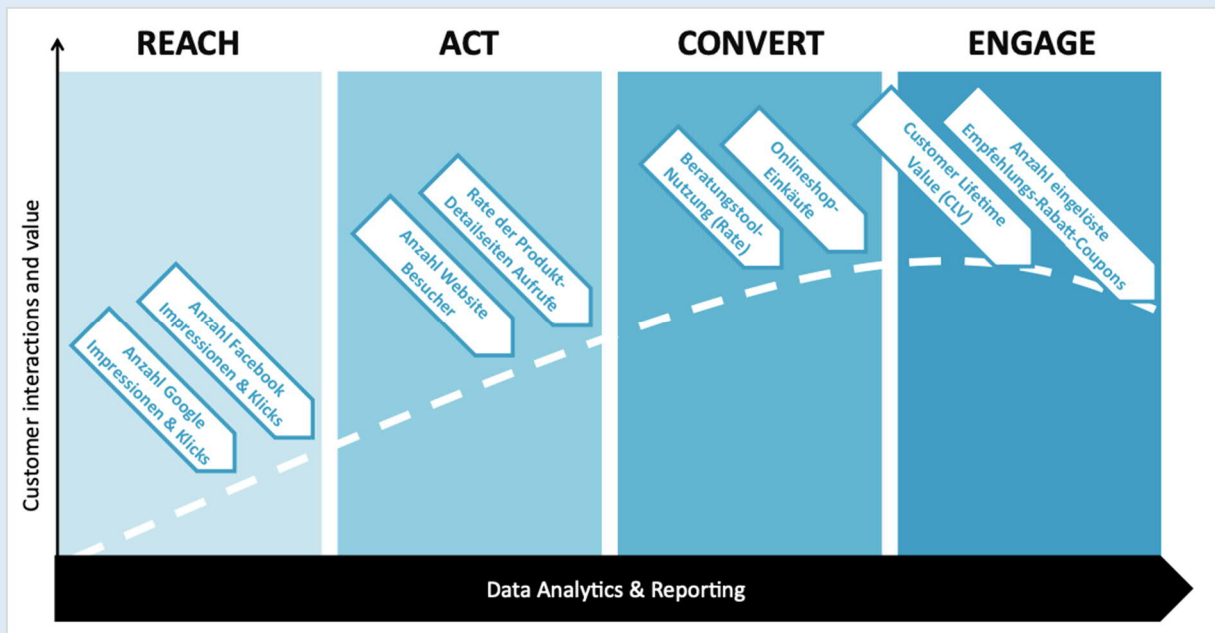 REACH
ACT
CONVERT
ENGAGE
Customer interactions and value
Anzahl Google
Impressionen & Klicks
Anzahl Facebook
Impressionen & Klicks
Anzahl Website
Besucher
Rate der Produkt-
Detailseiten Aufrufe
Beratungstool-
Nutzung (Rate)
Onlineshop-
Einkäufe
Customer Lifetime
Value (CLV)
Anzahl eingelöste
Empfehlungs-Rabatt-Coupons
Data Analytics & Reporting